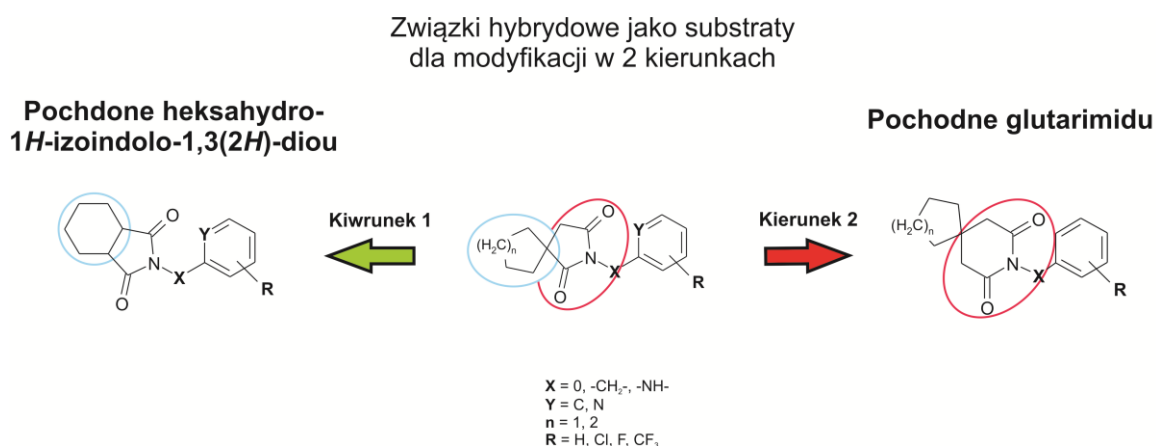 Związki hybrydowe jako substraty
dla modyfikacji w 2 kierunkach
Pochdone heksahydro-
1H-izoindolo-1,3(2H)-diou
Pochodne glutarimidu
O
Y
N
X
O
R
Kiwrunek 1
(H₂C)n
O
Y
N
X
O
R
Kierunek 2
(H₂C)n
O
N
X
O
R
X = 0, -CH₂-, -NH-
Y = C, N
n = 1, 2
R = H, Cl, F, CF₃